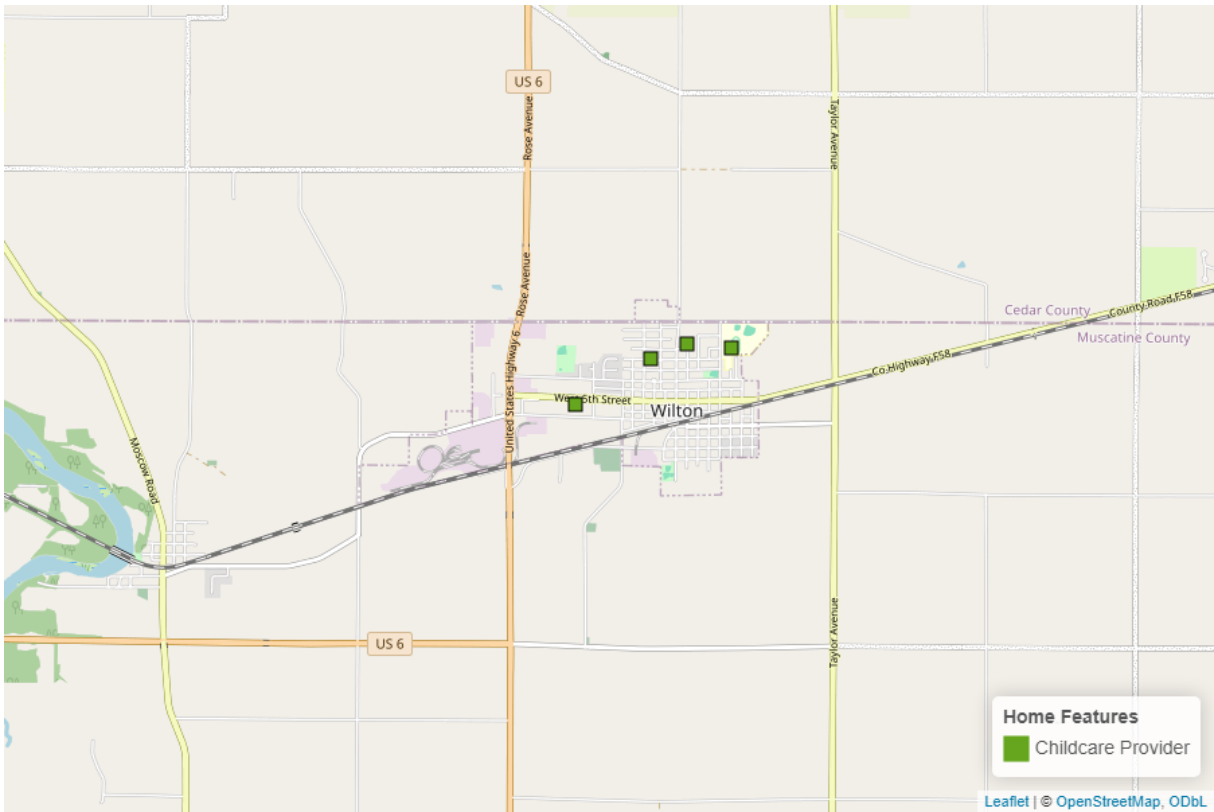 US 6
Rose Avenue
Taylor Avenue
Rose Avenue
Cedar County
County Road F58
Muscatine County
United States Highway 6
Co Highway F58
West 5th Street
Wilton
Moscow Road
Taylor Avenue
US 6
Home Features
Childcare Provider
Leaflet | © OpenStreetMap, ODbL